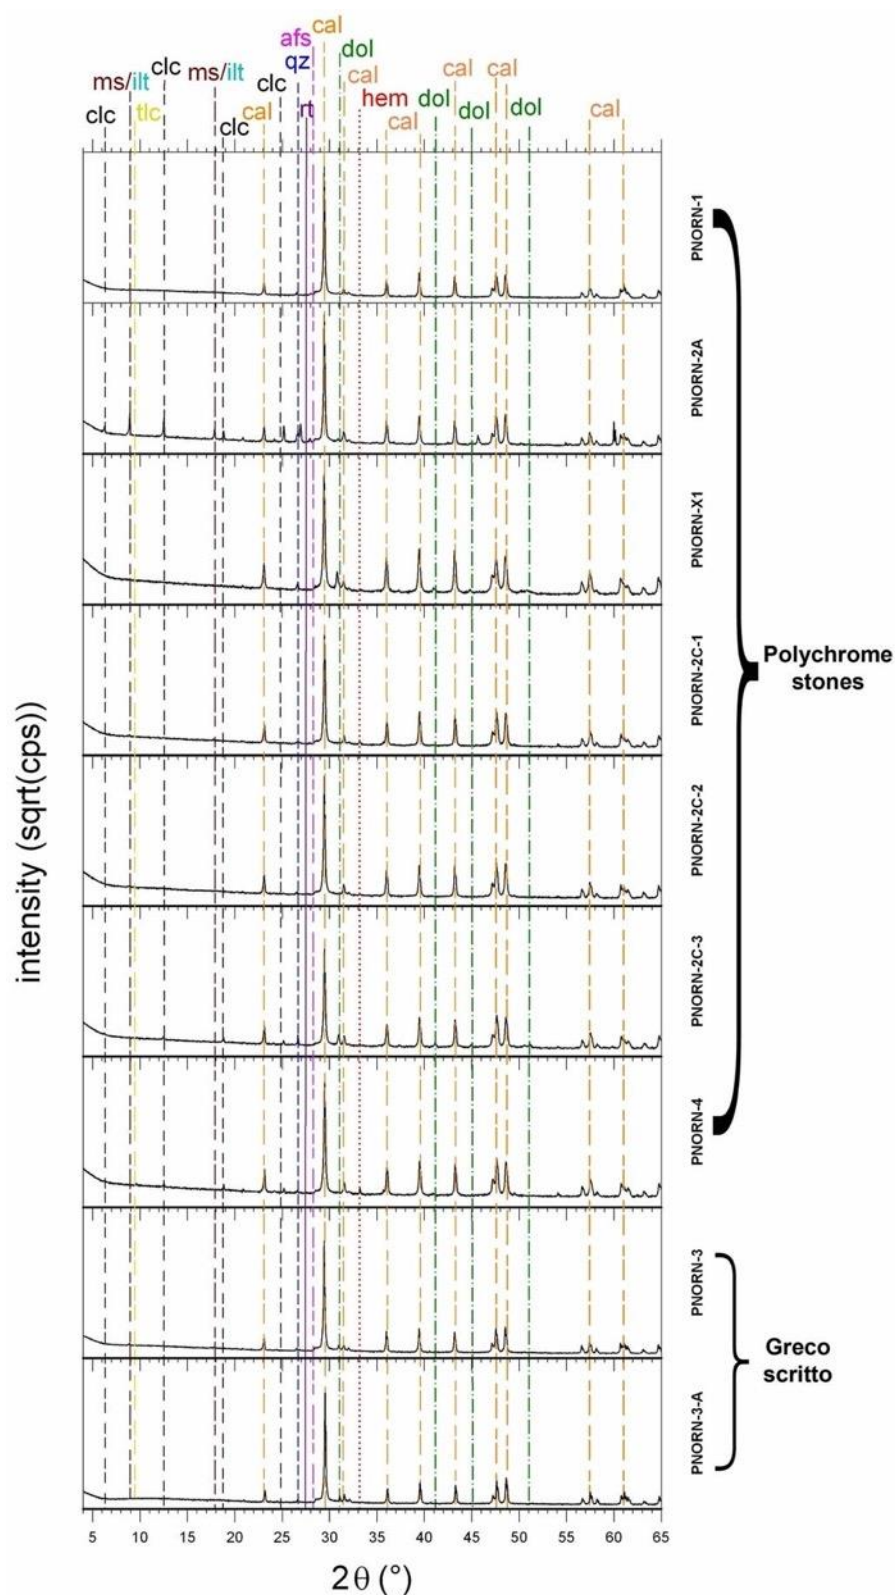 cal
afs
dol
clc
qz
cal
cal
cal
ms/ilt
ms/ilt
clc
hem
dol
dol
clc
tlc
clc
cal
rt
cal
dol
cal
PNORN-1
PNORN-2A
PNORN-X1
PNORN-2C-1
PNORN-2C-2
PNORN-2C-3
PNORN-4
PNORN-3
PNORN-3-A
Polychrome
stones
Greco
scritto
intensity (sqrt(cps))
5 10 15 20 25 30 35 40 45 50 55 60 65
2θ (°)